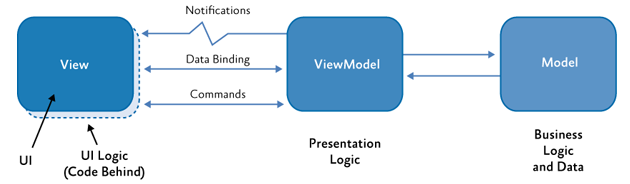 Notifications
View
Data Binding
ViewModel
Model
Commands
UI
UI Logic
(Code Behind)
Presentation
Logic
Business
Logic
and Data